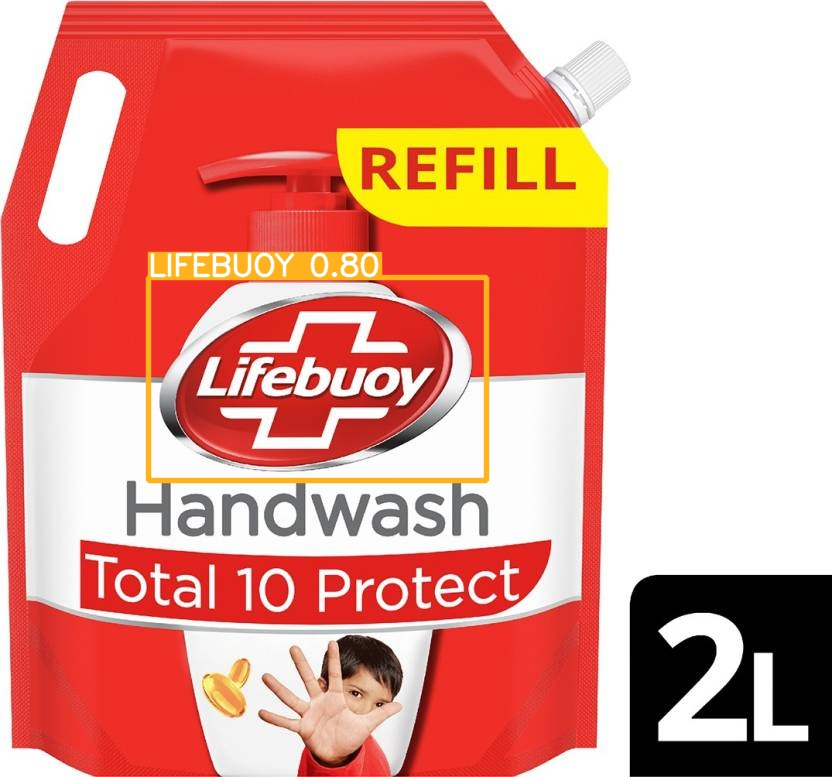 REFILL
LIFEBUOY 0.80
Lifebuoy
Handwash
Total 10 Protect
2L